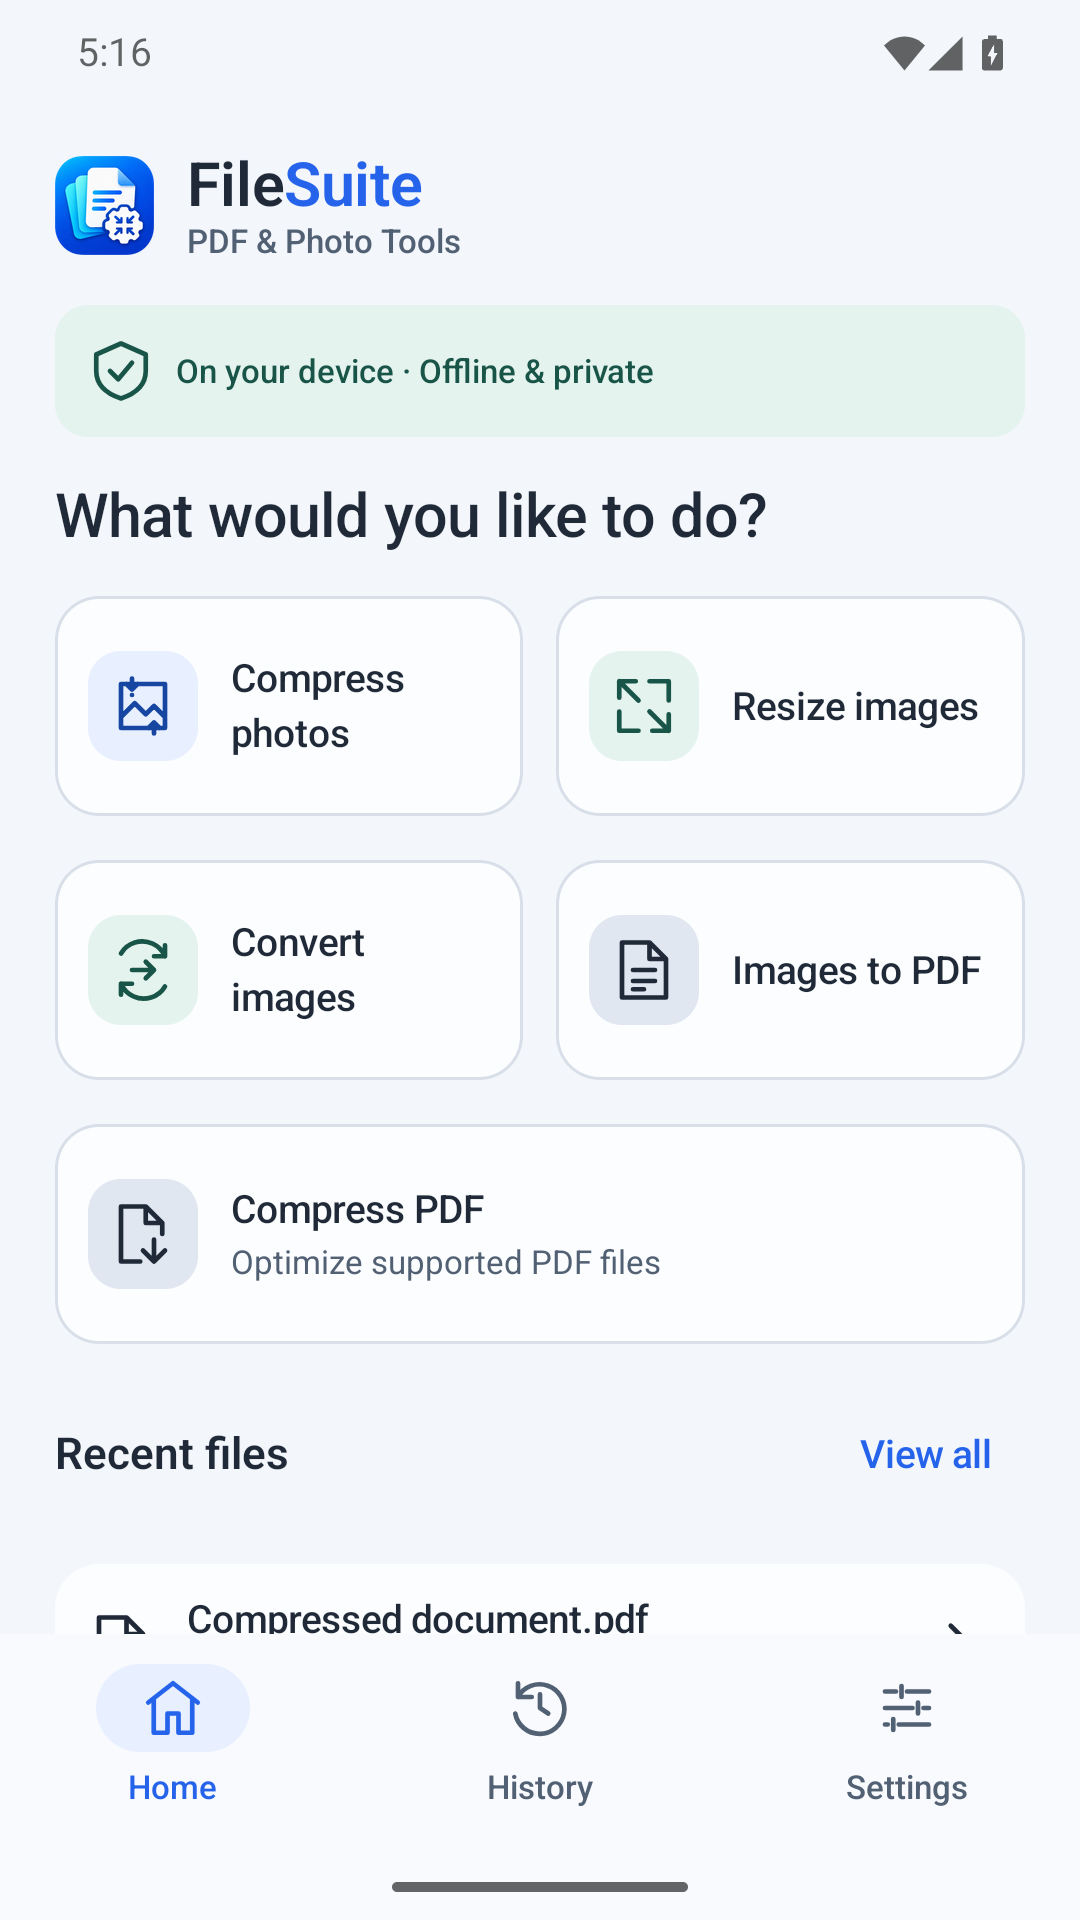 5:16
FileSuite
PDF & Photo Tools
On your device · Offline & private
What would you like to do?
Compress
photos
Resize images
Convert
images
Images to PDF
Compress PDF
Optimize supported PDF files
Recent files
View all
Compressed document.pdf
Home
History
Settings